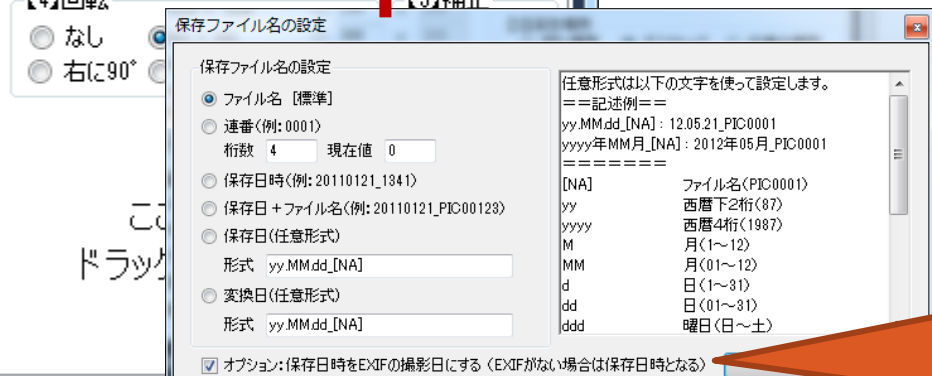 【4】回転
【5】補正
なし
右に90°
ここ
ドラッグ
保存ファイル名の設定
保存ファイル名の設定
ファイル名 [標準]
連番(例:0001)
桁数 4 現在値 0
保存日時(例:20110121_1341)
保存日+ファイル名(例:20110121_PIC00123)
保存日(任意形式)
形式 yy.MM.dd_[NA]
変換日(任意形式)
形式 yy.MM.dd_[NA]
オプション:保存日時をEXIFの撮影日にする(EXIFがない場合は保存日時となる)
任意形式は以下の文字を使って設定します。
==記述例==
yy.MM.dd_[NA] : 12.05.21_PIC0001
yyyy年MM月_[NA] : 2012年05月_PIC0001
=======
[NA] ファイル名(PIC0001)
yy 西暦下2桁(87)
yyyy 西暦4桁(1987)
M 月(1~12)
MM 月(01~12)
d 日(1~31)
dd 日(01~31)
ddd 曜日(日~土)